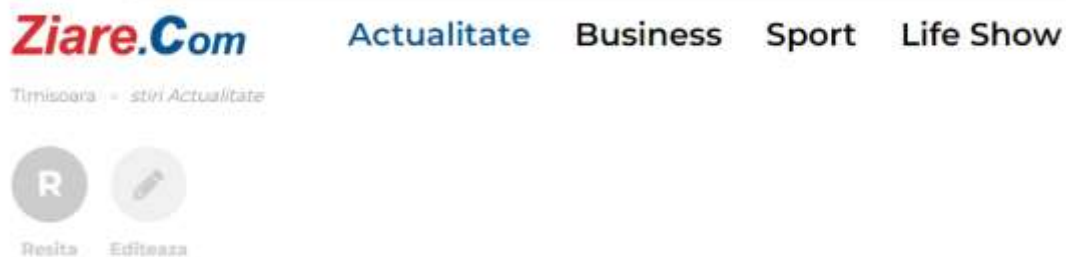 Ziare.Com Actualitate Business Sport Life Show
Timisoara - stiri Actualitate
R
Resita Editeaza